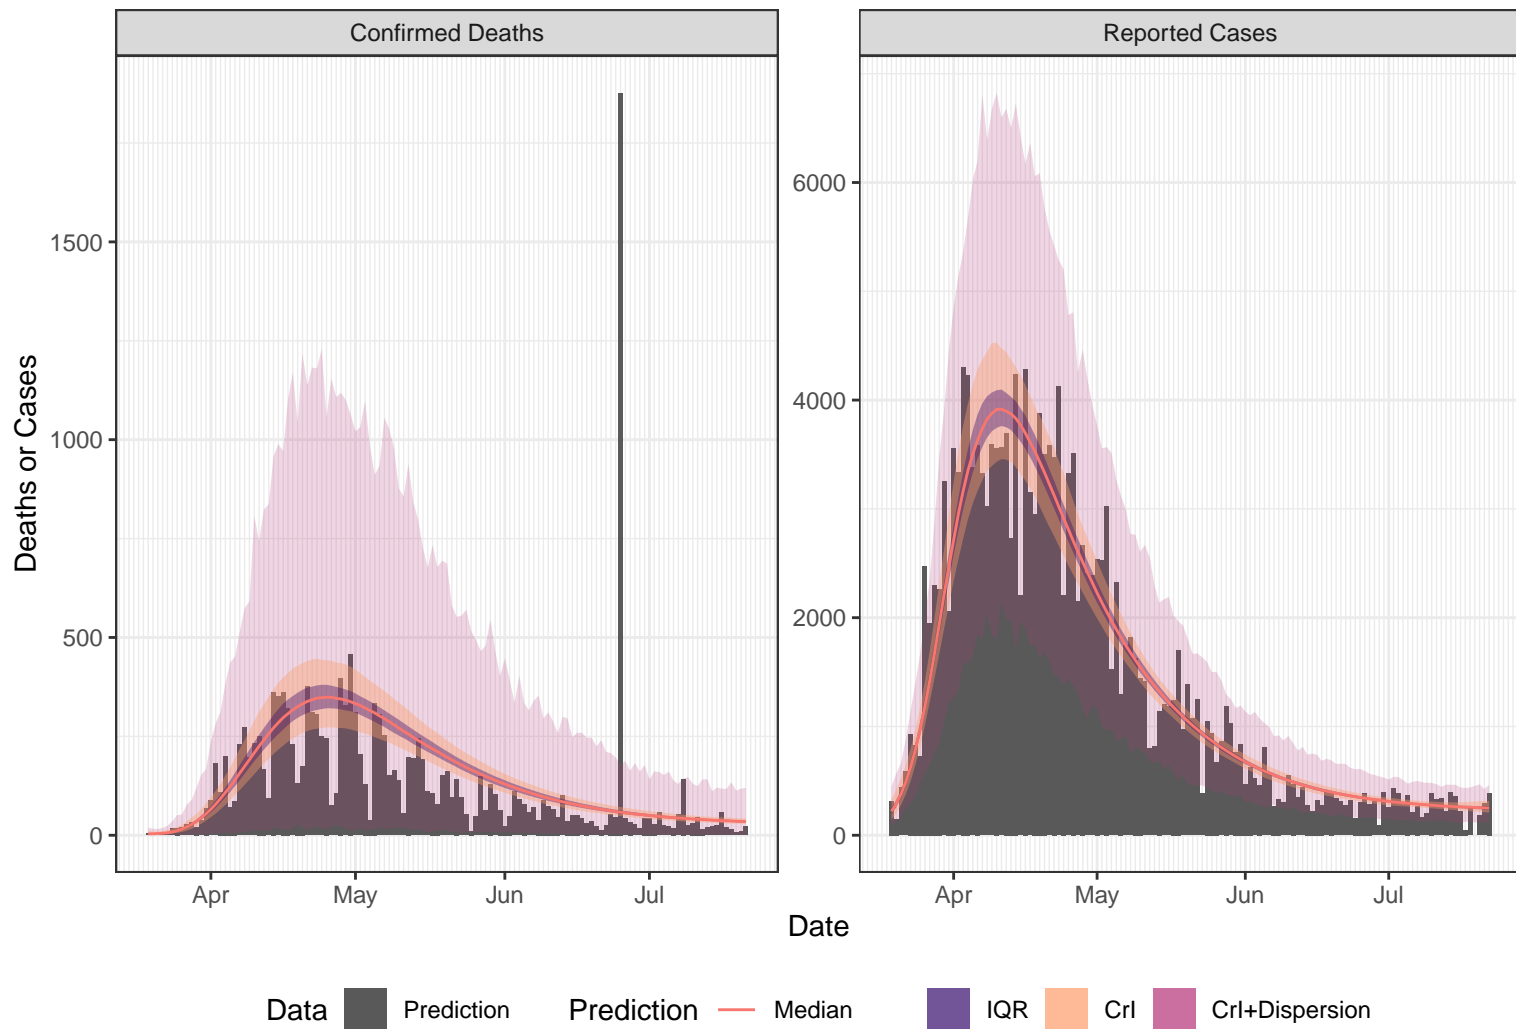 Confirmed Deaths
Reported Cases
Deaths or Cases
1500
1000
500
0
6000
4000
2000
0
Apr May Jun Jul
Apr May Jun Jul
Date
Data Prediction Prediction Median IQR CrI CrI+Dispersion